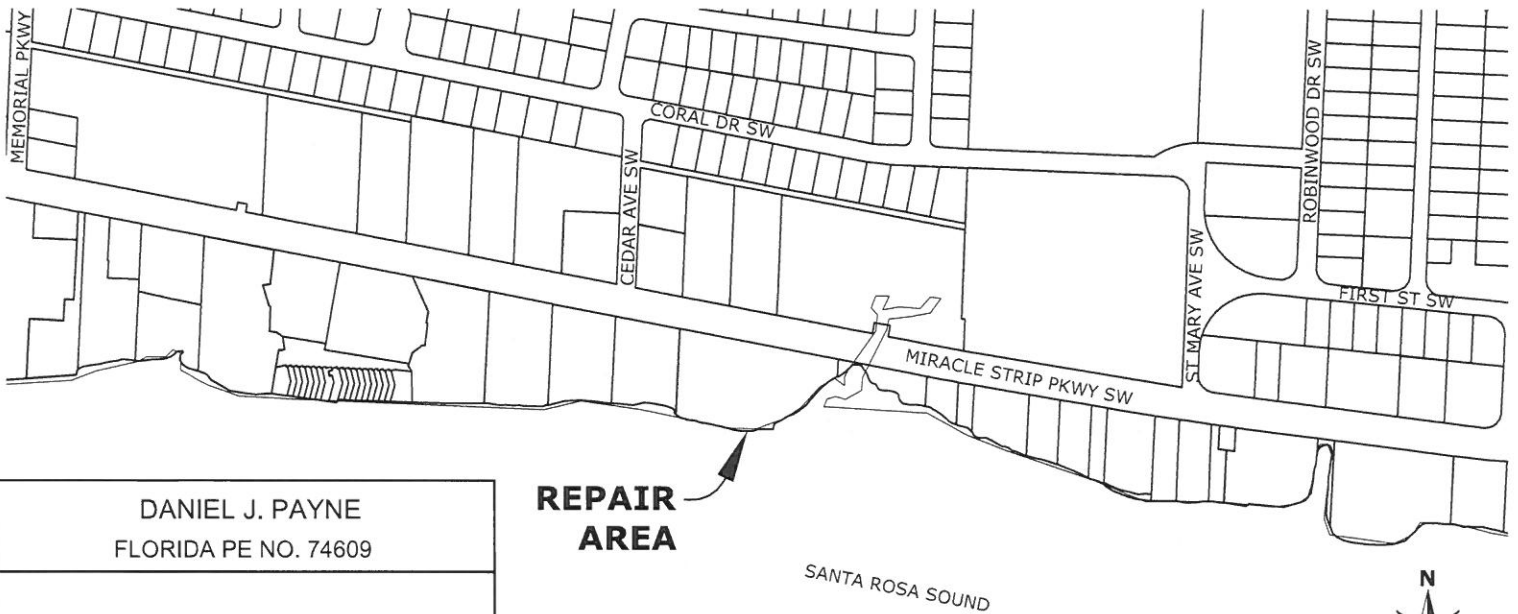 MEMORIAL PKWY
CORAL DR SW
ROBINWOOD DR SW
CEDAR AVE SW
ST MARY AVE SW
FIRST ST SW
MIRACLE STRIP PKWY SW
REPAIR
AREA
DANIEL J. PAYNE
FLORIDA PE NO. 74609
SANTA ROSA SOUND
N